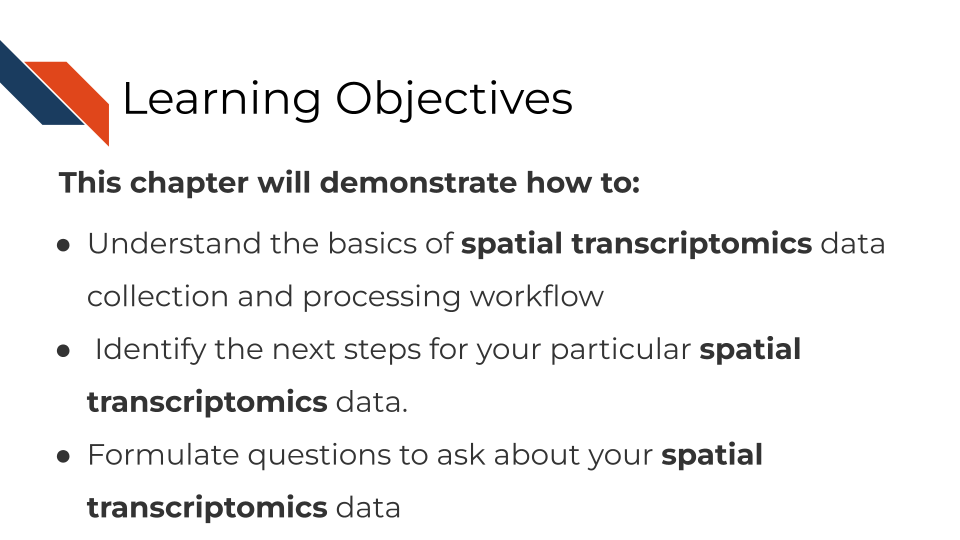 Learning Objectives
This chapter will demonstrate how to:
● Understand the basics of spatial transcriptomics data
collection and processing workflow
● Identify the next steps for your particular spatial
transcriptomics data.
● Formulate questions to ask about your spatial
transcriptomics data